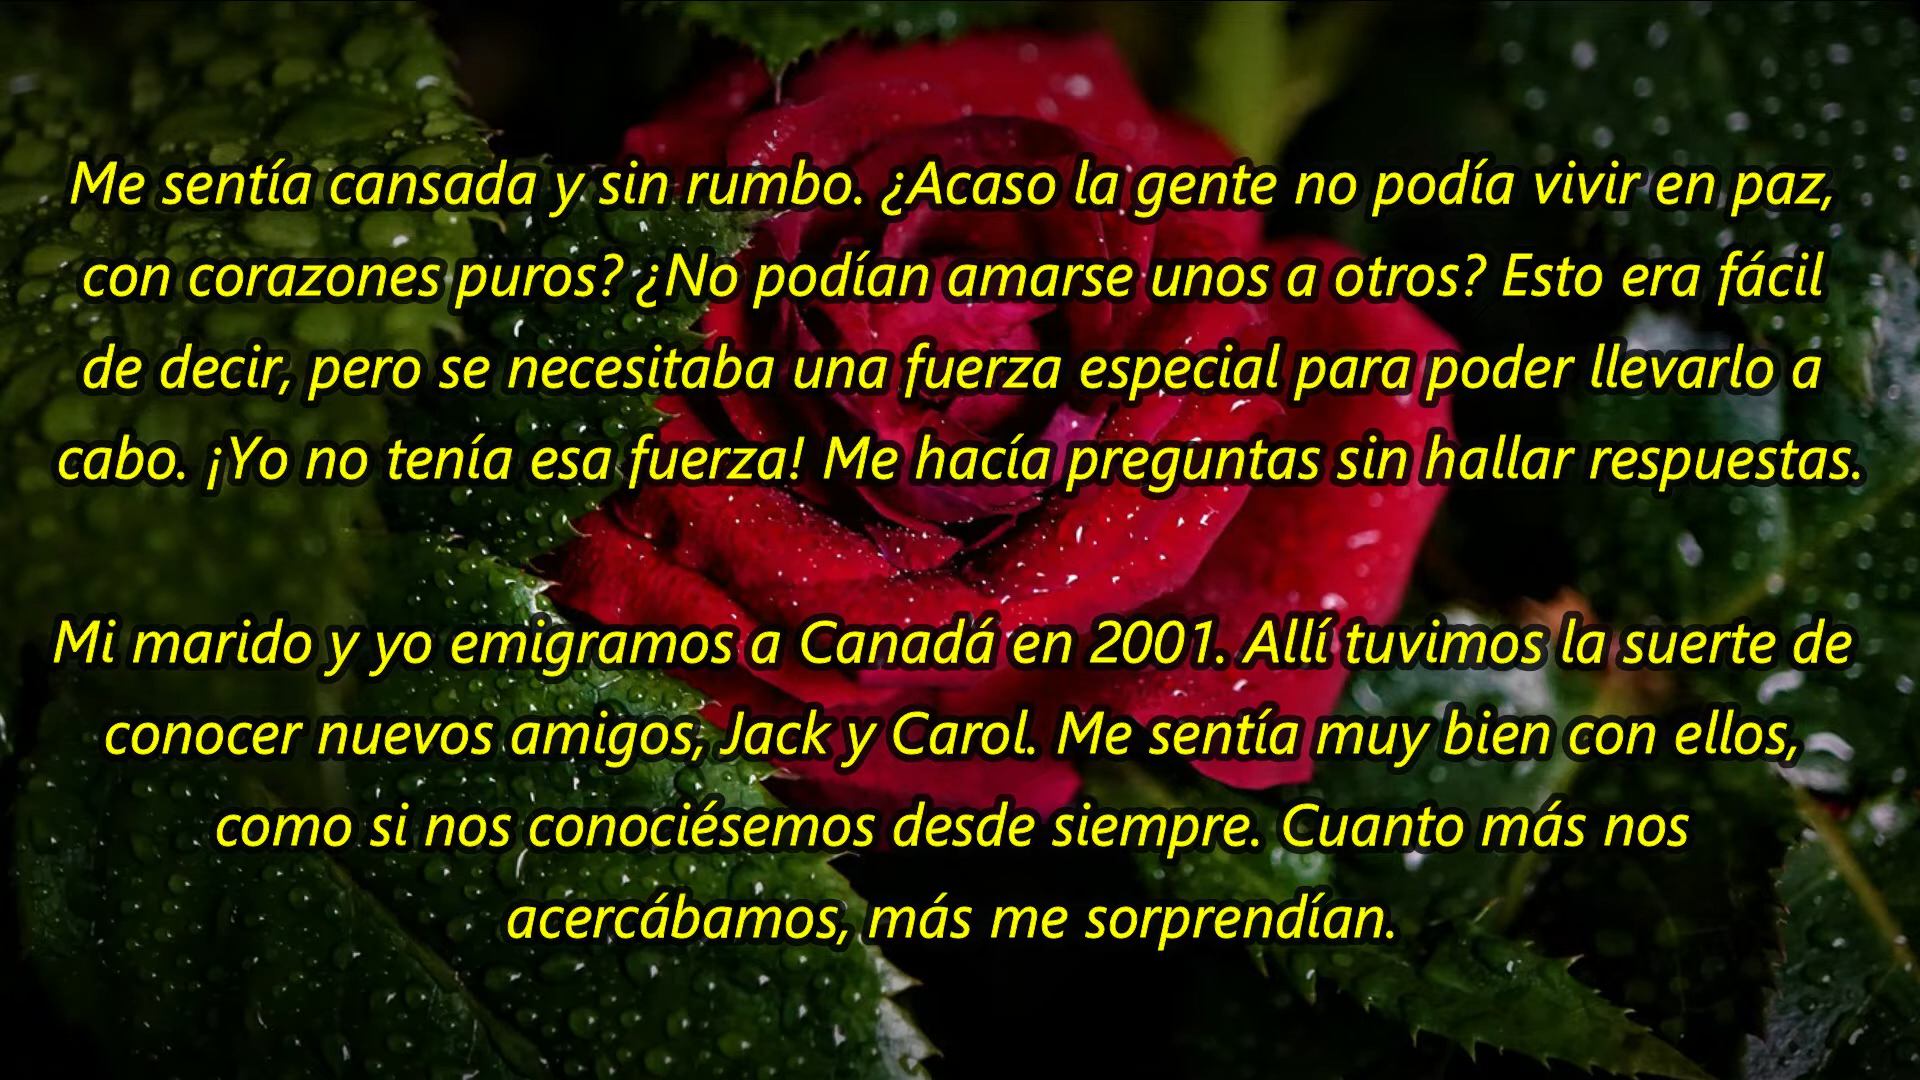 Me sentía cansada y sin rumbo. ¿Acaso la gente no podía vivir en paz,
con corazones puros? ¿No podían amarse unos a otros? Esto era fácil
de decir, pero se necesitaba una fuerza especial para poder llevarlo a
cabo. ¡Yo no tenía esa fuerza! Me hacía preguntas sin hallar respuestas.
Mi marido y yo emigramos a Canadá en 2001. Allí tuvimos la suerte de
conocer nuevos amigos, Jack y Carol. Me sentía muy bien con ellos,
como si nos conociésemos desde siempre. Cuanto más nos
acercábamos, más me sorprendían.